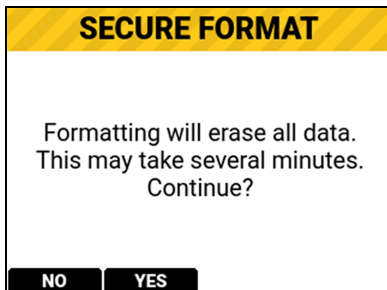 SECURE FORMAT
Formatting will erase all data.
This may take several minutes.
Continue?
NO YES